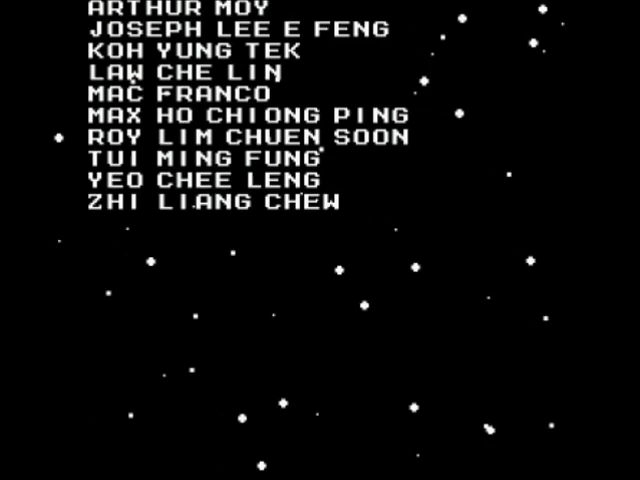 ARTHUR MOY
JOSEPH LEE E FENG
KOH YUNG TEK
LAW CHE LIN
MAC FRANCO
MAX HO CHIONG PING
ROY LIM CHUEN SOON
TUI MING FUNG
YEO CHEE LENG
ZHI LIANG CHEW